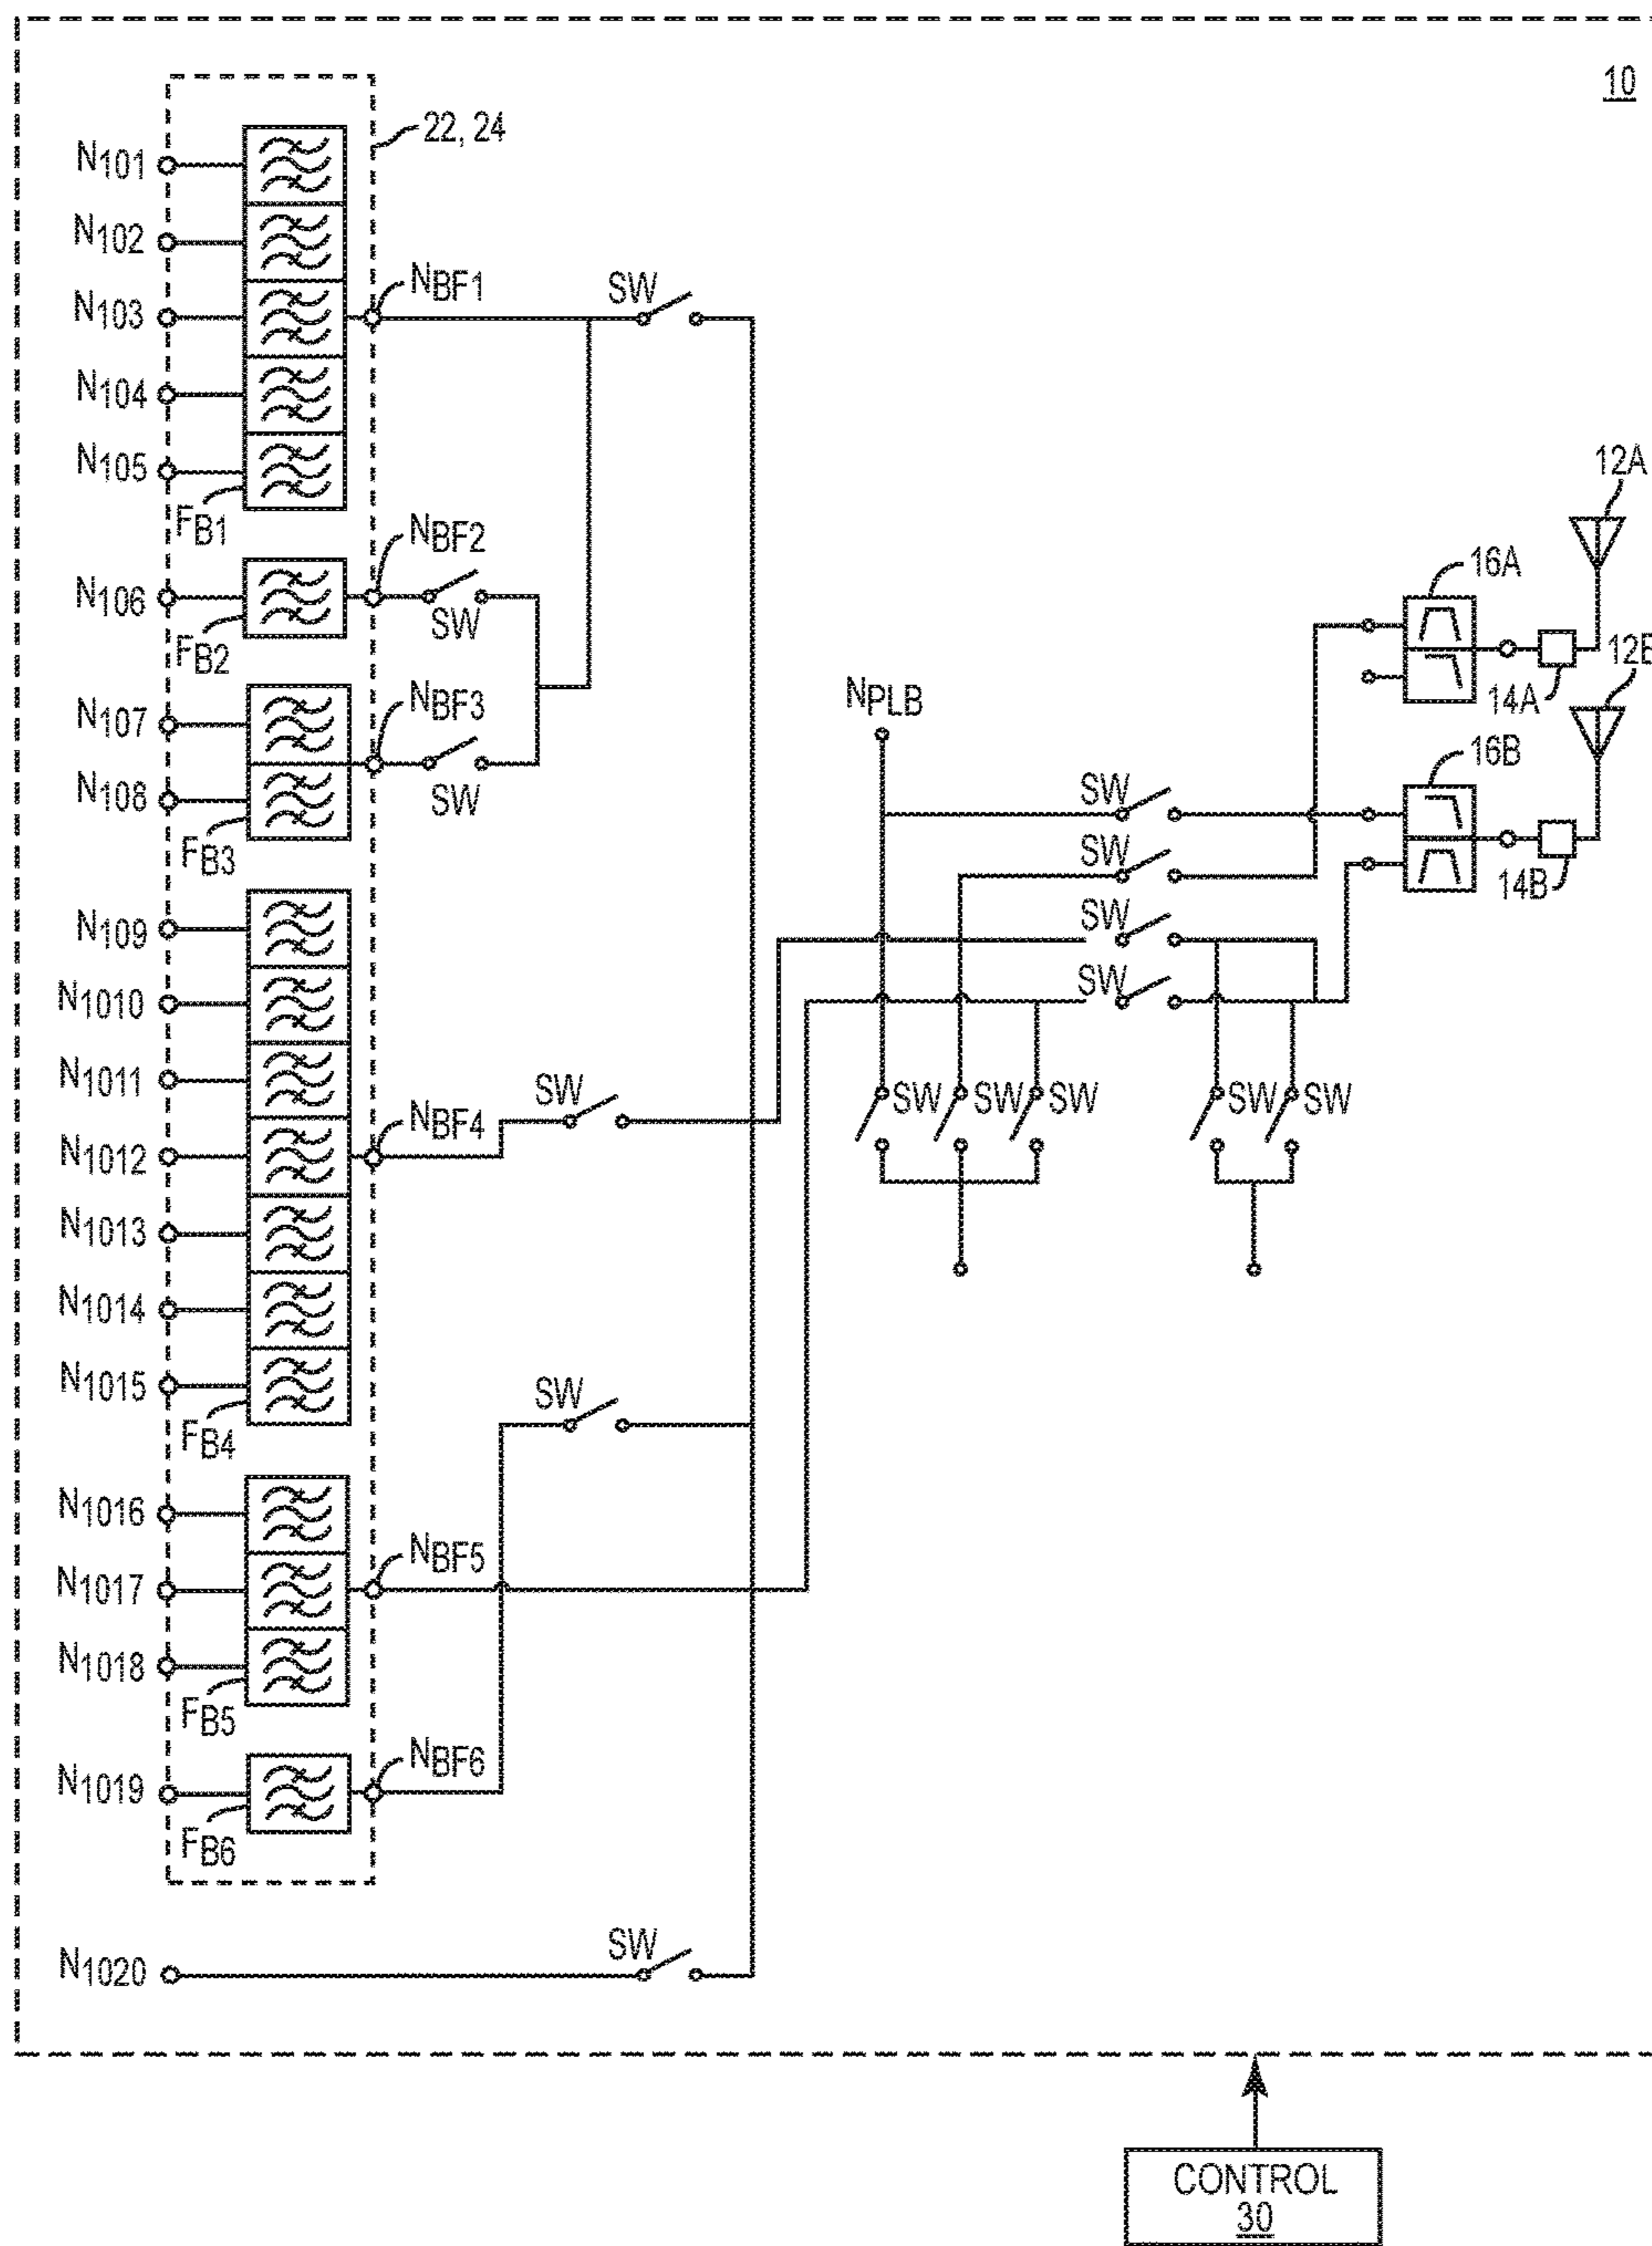 10
22, 24
N101
N102
N103
NBF1
SW
N104
N105
FB1
12A
NBF2
N106
SW
FB2
16A
12B
14A
N107
NBF3
NPLB
N108
SW
FB3
16B
SW
SW
14B
N109
SW
N1010
SW
N1011
SW
SW SW SW
SW SW
NBF4
N1012
N1013
N1014
N1015
SW
FB4
N1016
NBF5
N1017
N1018
FB5
NBF6
N1019
FB6
SW
N1020
CONTROL
30